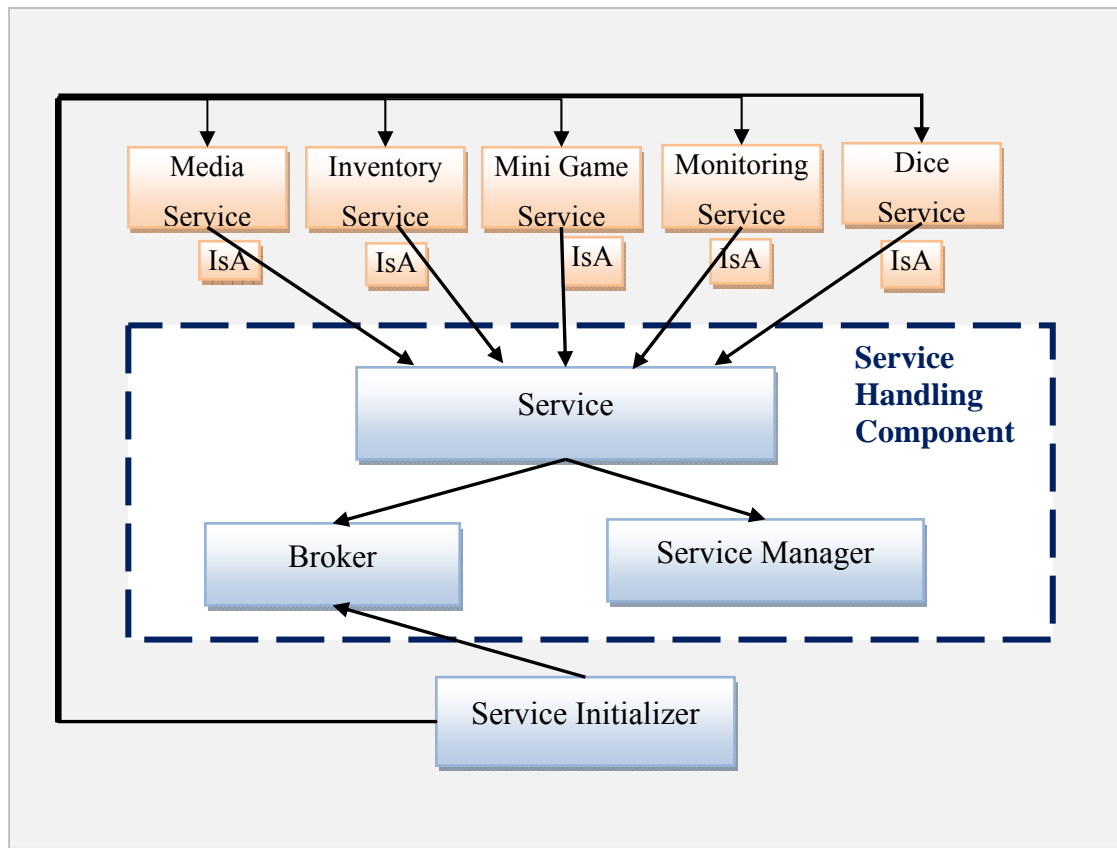 Media
Service
Inventory
Service
Mini Game
Service
Monitoring
Service
Dice
Service
IsA
IsA
IsA
IsA
IsA
Service
Handling
Component
Service
Broker
Service Manager
Service Initializer